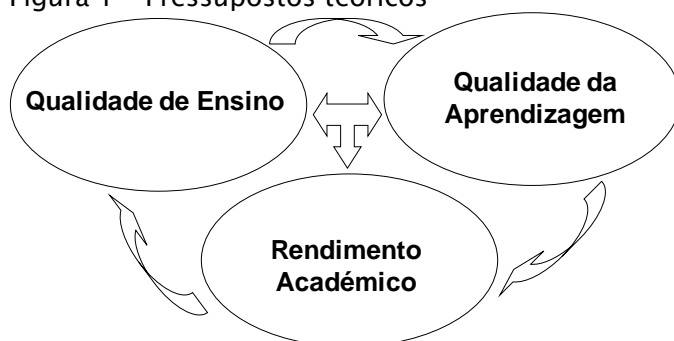 Figura 1 - Pressupostos teóricos
Qualidade de Ensino
Qualidade da
Aprendizagem
Rendimento
Académico